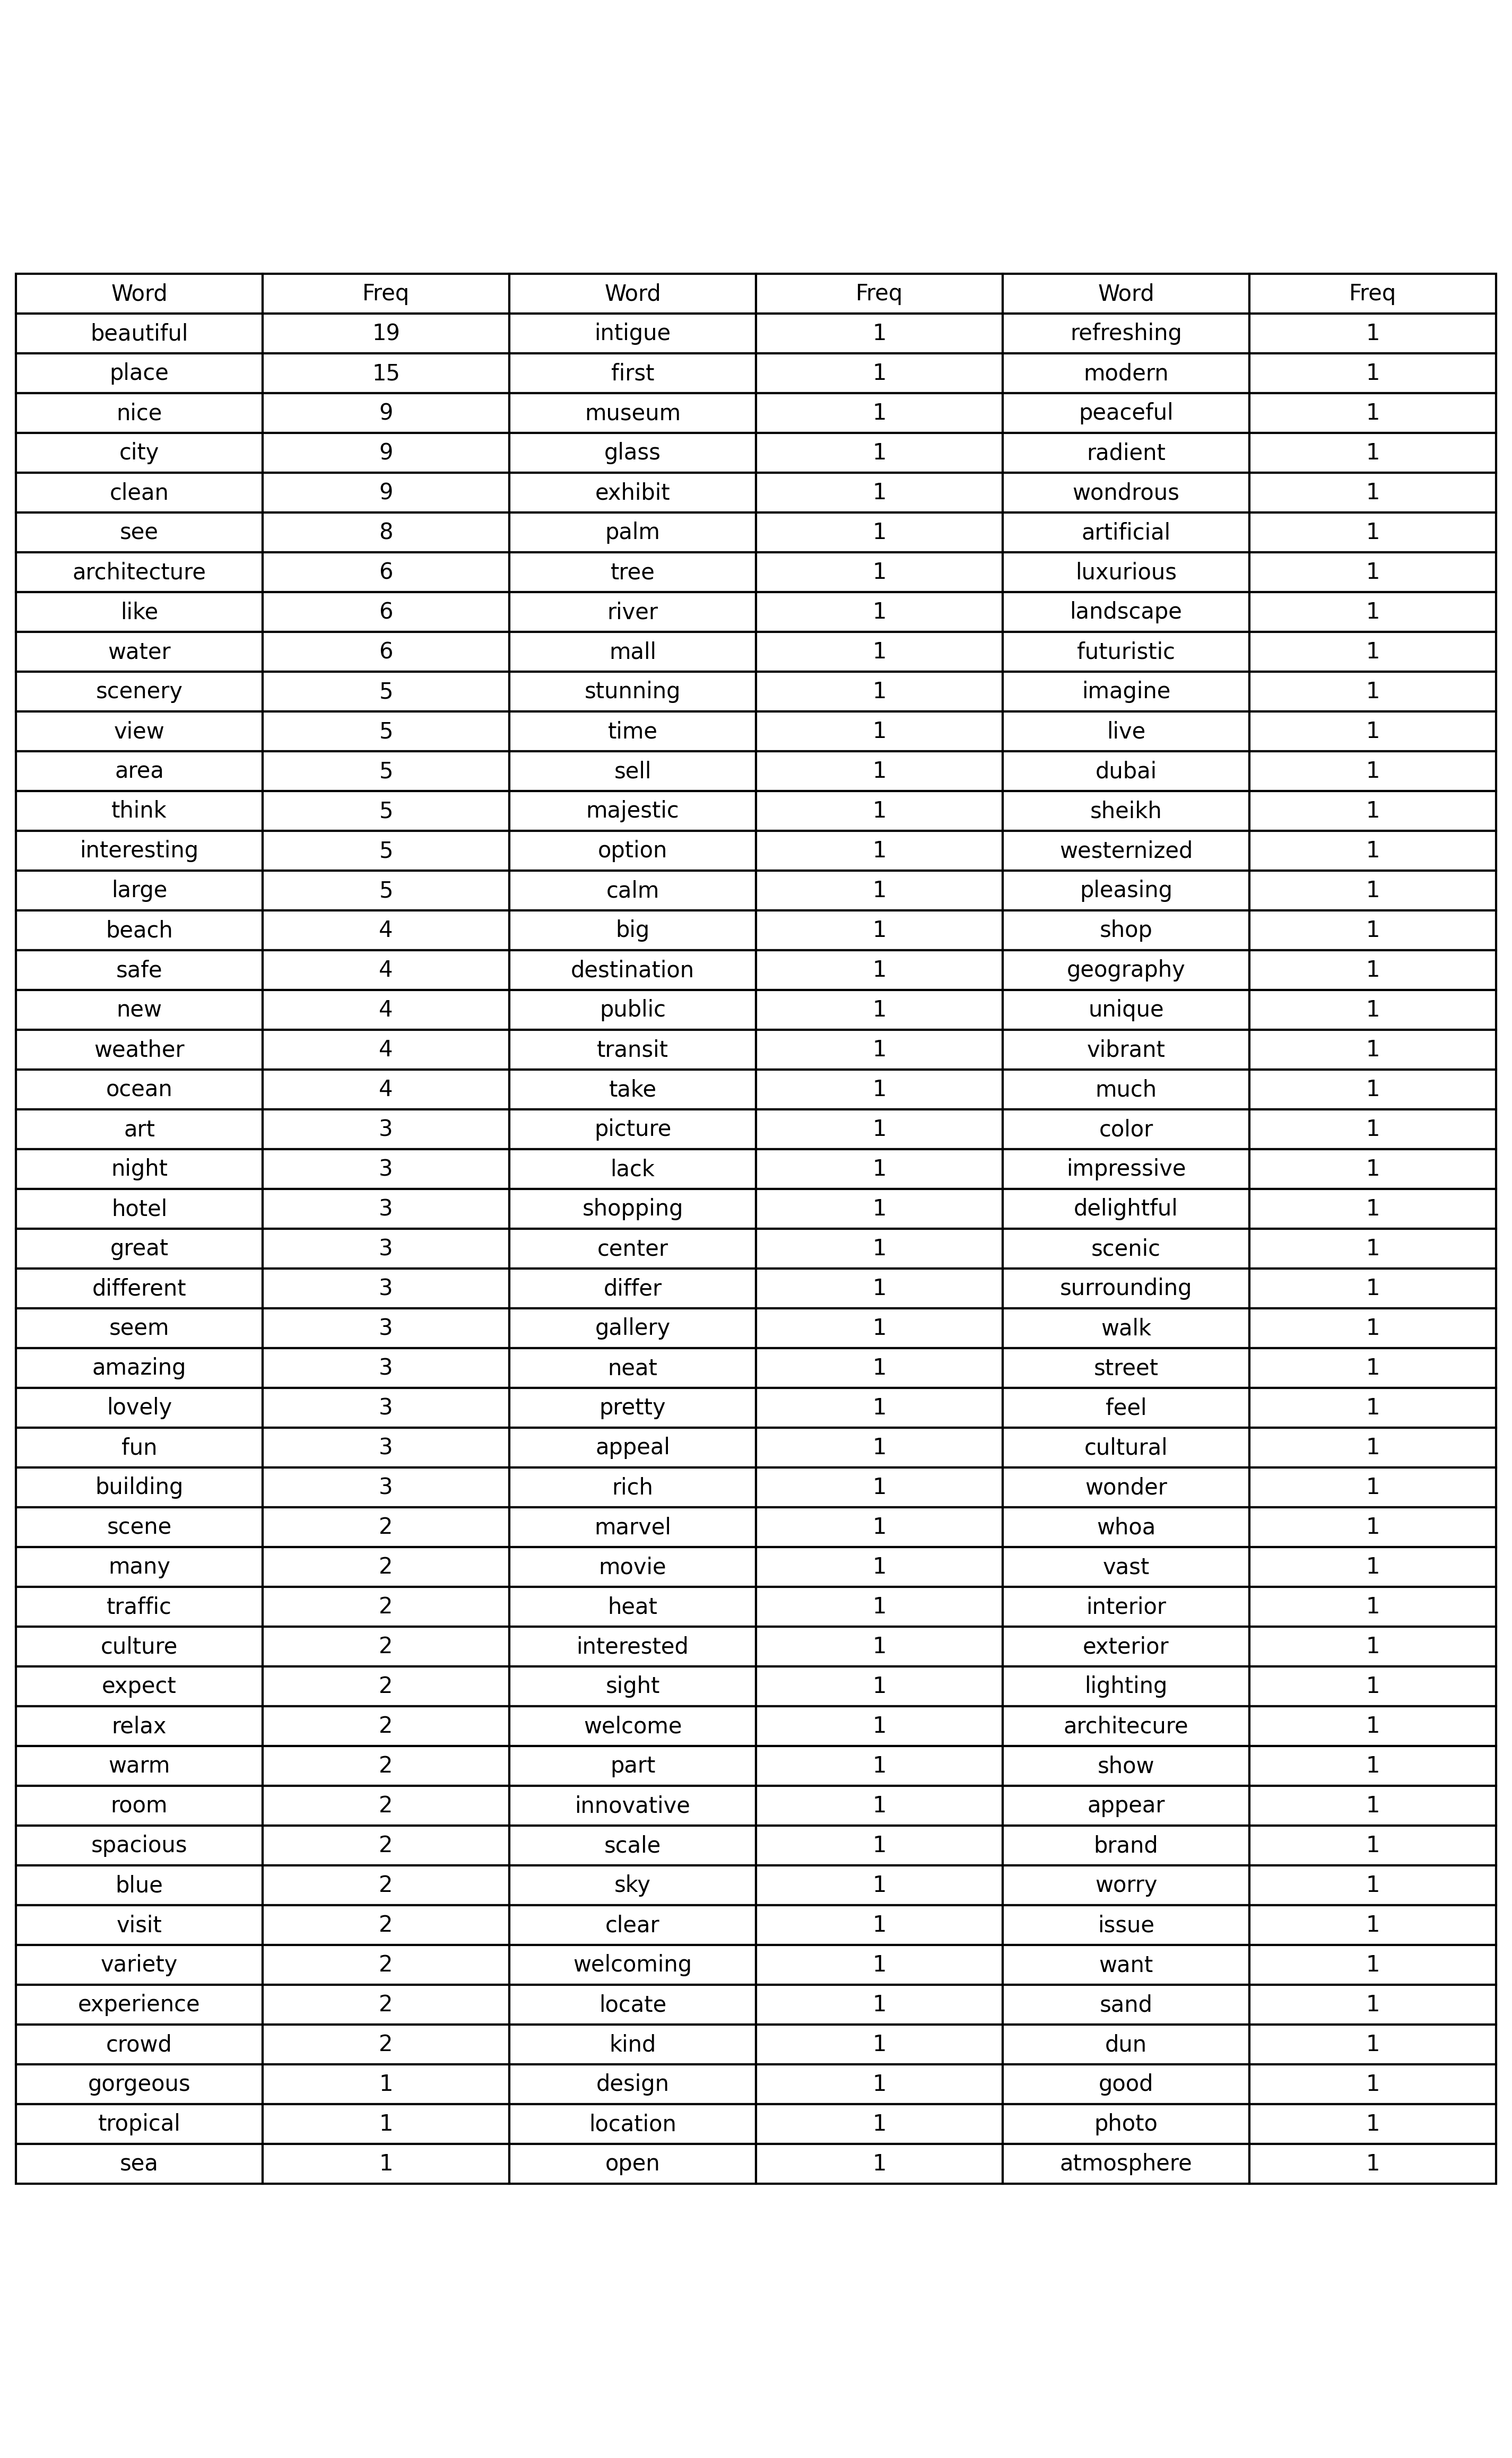 Word Freq Word Freq Word Freq
beautiful 19 intigue 1 refreshing 1
place 15 first 1 modern 1
nice 9 museum 1 peaceful 1
city 9 glass 1 radient 1
clean 9 exhibit 1 wondrous 1
see 8 palm 1 artificial 1
architecture 6 tree 1 luxurious 1
like 6 river 1 landscape 1
water 6 mall 1 futuristic 1
scenery 5 stunning 1 imagine 1
view 5 time 1 live 1
area 5 sell 1 dubai 1
think 5 majestic 1 sheikh 1
interesting 5 option 1 westernized 1
large 5 calm 1 pleasing 1
beach 4 big 1 shop 1
safe 4 destination 1 geography 1
new 4 public 1 unique 1
weather 4 transit 1 vibrant 1
ocean 4 take 1 much 1
art 3 picture 1 color 1
night 3 lack 1 impressive 1
hotel 3 shopping 1 delightful 1
great 3 center 1 scenic 1
different 3 differ 1 surrounding 1
seem 3 gallery 1 walk 1
amazing 3 neat 1 street 1
lovely 3 pretty 1 feel 1
fun 3 appeal 1 cultural 1
building 3 rich 1 wonder 1
scene 2 marvel 1 whoa 1
many 2 movie 1 vast 1
traffic 2 heat 1 interior 1
culture 2 interested 1 exterior 1
expect 2 sight 1 lighting 1
relax 2 welcome 1 architecure 1
warm 2 part 1 show 1
room 2 innovative 1 appear 1
spacious 2 scale 1 brand 1
blue 2 sky 1 worry 1
visit 2 clear 1 issue 1
variety 2 welcoming 1 want 1
experience 2 locate 1 sand 1
crowd 2 kind 1 dun 1
gorgeous 1 design 1 good 1
tropical 1 location 1 photo 1
sea 1 open 1 atmosphere 1